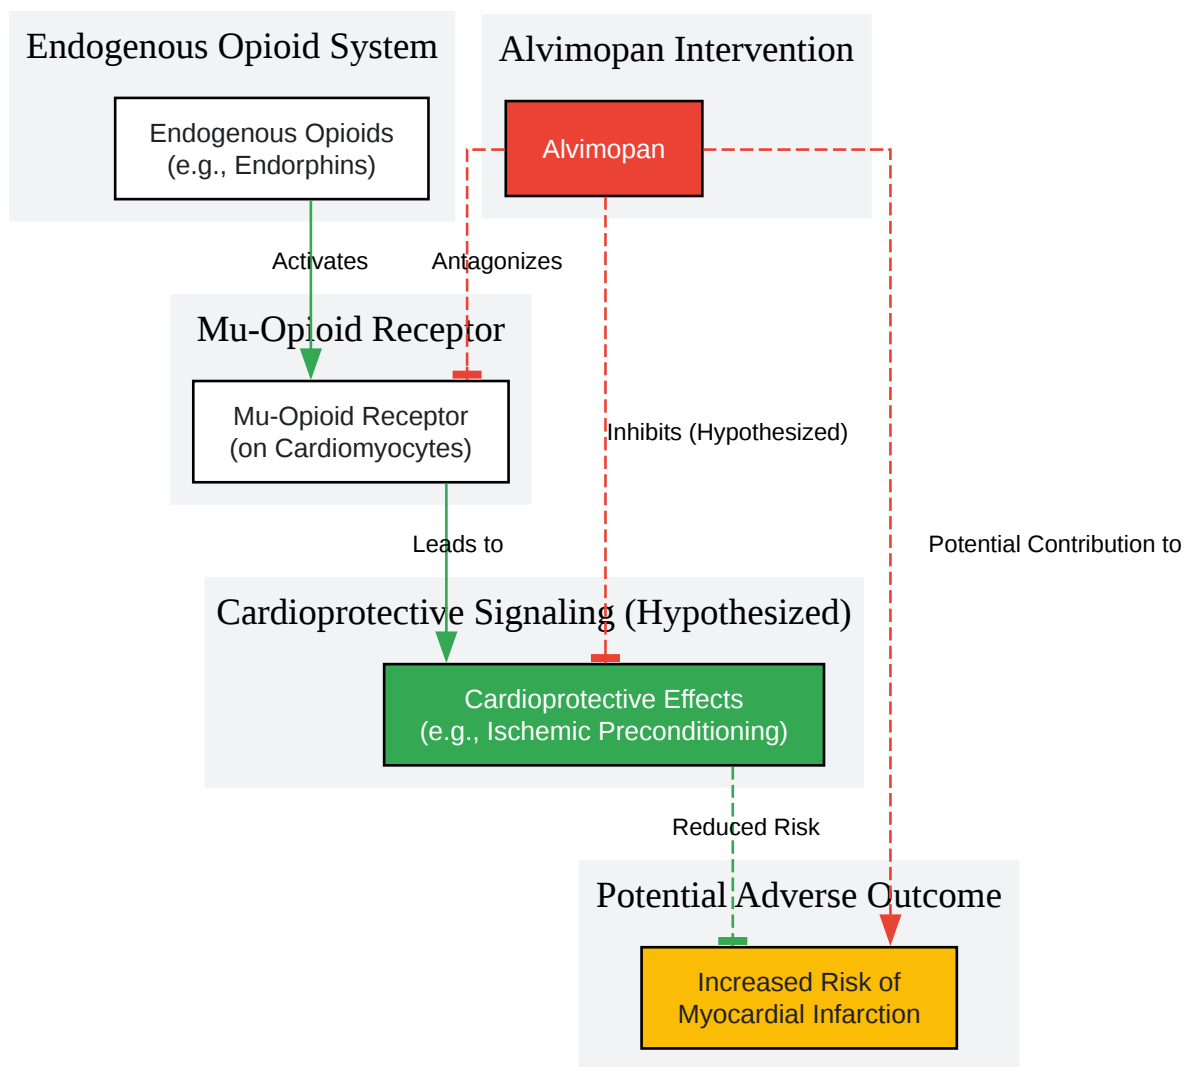 Endogenous Opioid System
Alvimopan Intervention
Endogenous Opioids
(e.g., Endorphins)
Alvimopan
Activates
Antagonizes
Mu-Opioid Receptor
Mu-Opioid Receptor
(on Cardiomyocytes)
Inhibits (Hypothesized)
Leads to
Potential Contribution to
Cardioprotective Signaling (Hypothesized)
Cardioprotective Effects
(e.g., Ischemic Preconditioning)
Reduced Risk
Potential Adverse Outcome
Increased Risk of
Myocardial Infarction